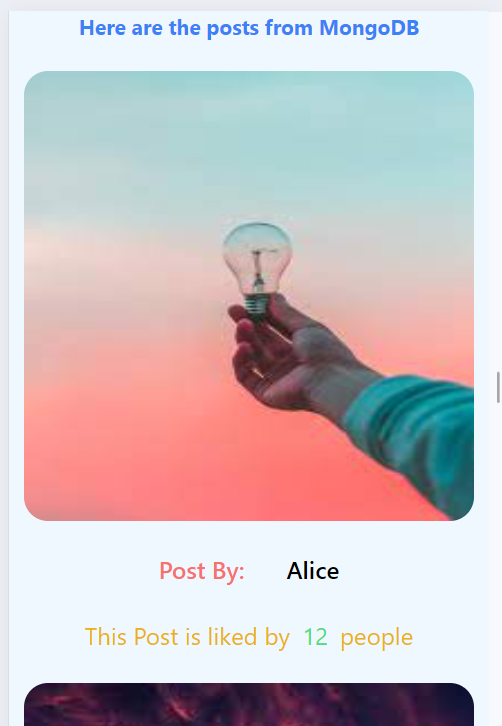 Here are the posts from MongoDB
Post By: Alice
This Post is liked by 12 people